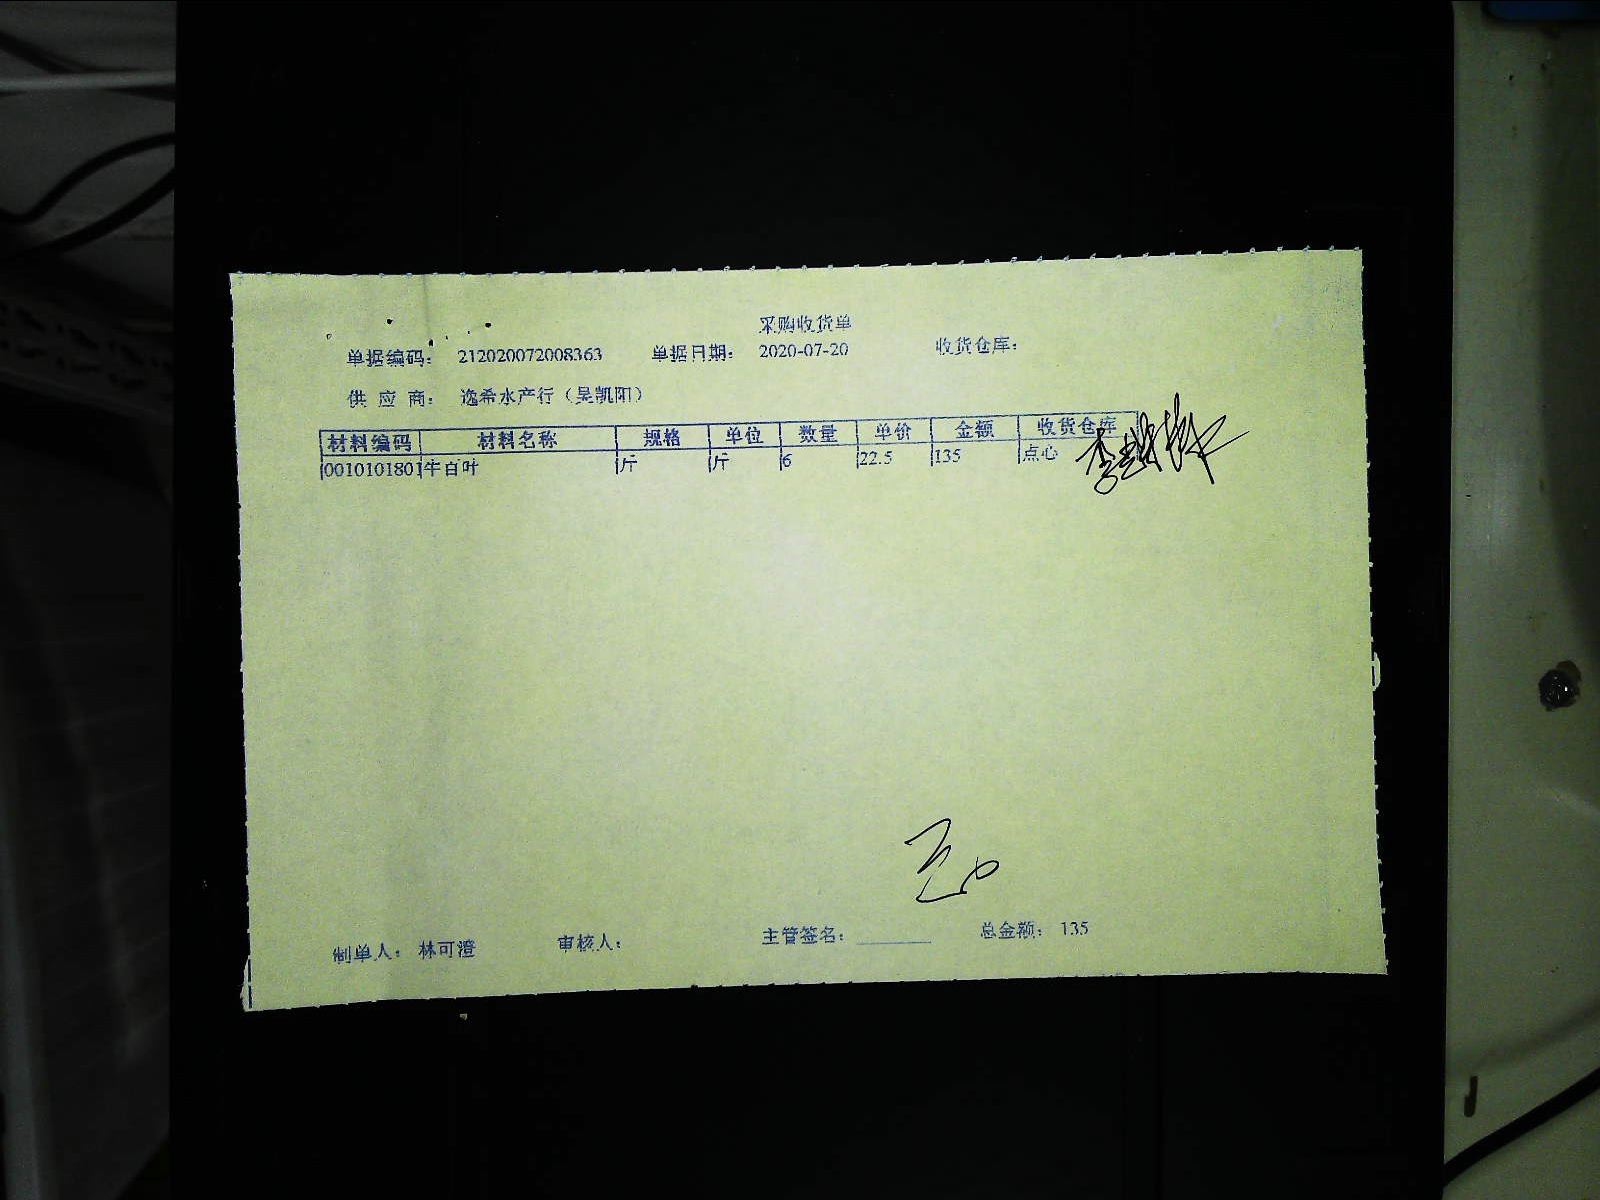 采购收货单
单据编码： 212020072008363 单据日期： 2020-07-20 收货仓库：
供 应 商： 逸希水产行（吴凯阳）
材料编码 材料名称 规格 单位 数量 单价 金额 收货仓库
0010101801 牛百叶 斤 斤 6 22.5 135 点心
制单人： 林可澄 审核人： 主管签名： 总金额： 135